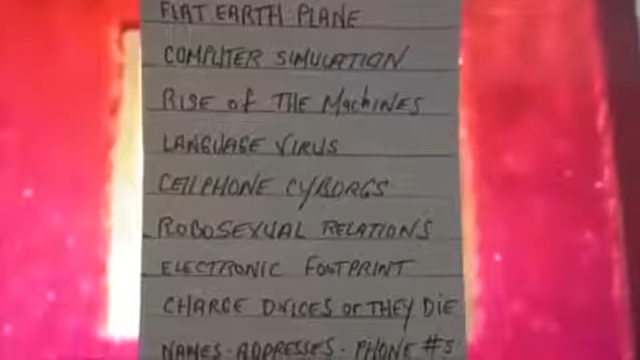 FLAT EARTH PLANE
COMPUTER SIMULATION
RISE of THE MachINES
LANGUAGE VIRUS
CELLPHONE CYBORGS
ROBOSEXUAL RELATIONS
ELECTRONIC FOOTPRINT
CHARGE DVICES or THEY DIE
NAMES - ADDRESSES - PHONE #s